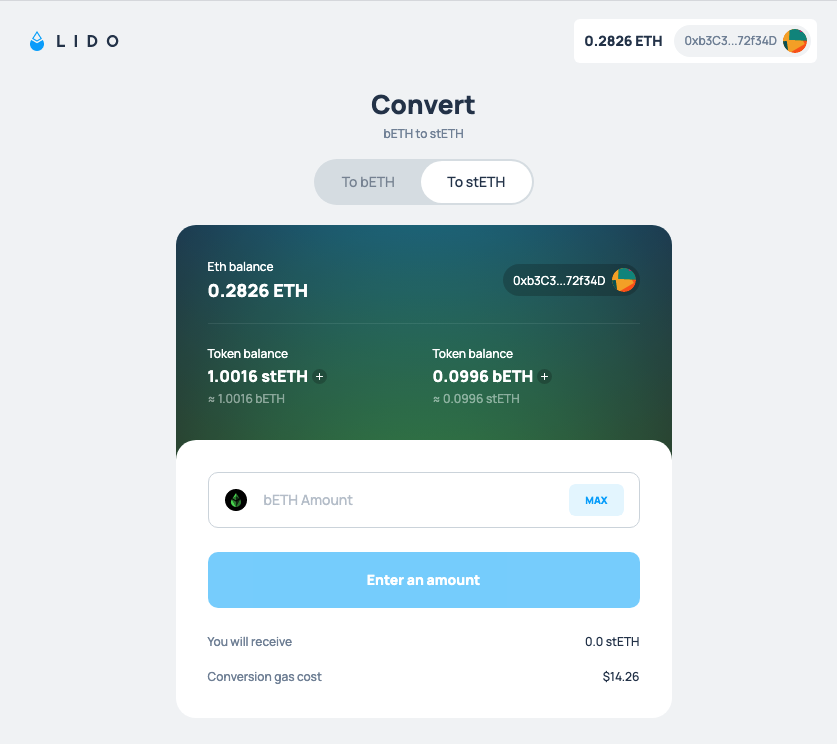 LIDO
0.2826 ETH 0xb3C3...72f34D
Convert
bETH to stETH
To bETH To stETH
Eth balance
0.2826 ETH
0xb3C3...72f34D
Token balance
1.0016 stETH +
≈ 1.0016 bETH
Token balance
0.0996 bETH +
≈ 0.0996 stETH
bETH Amount MAX
Enter an amount
You will receive 0.0 stETH
Conversion gas cost $14.26